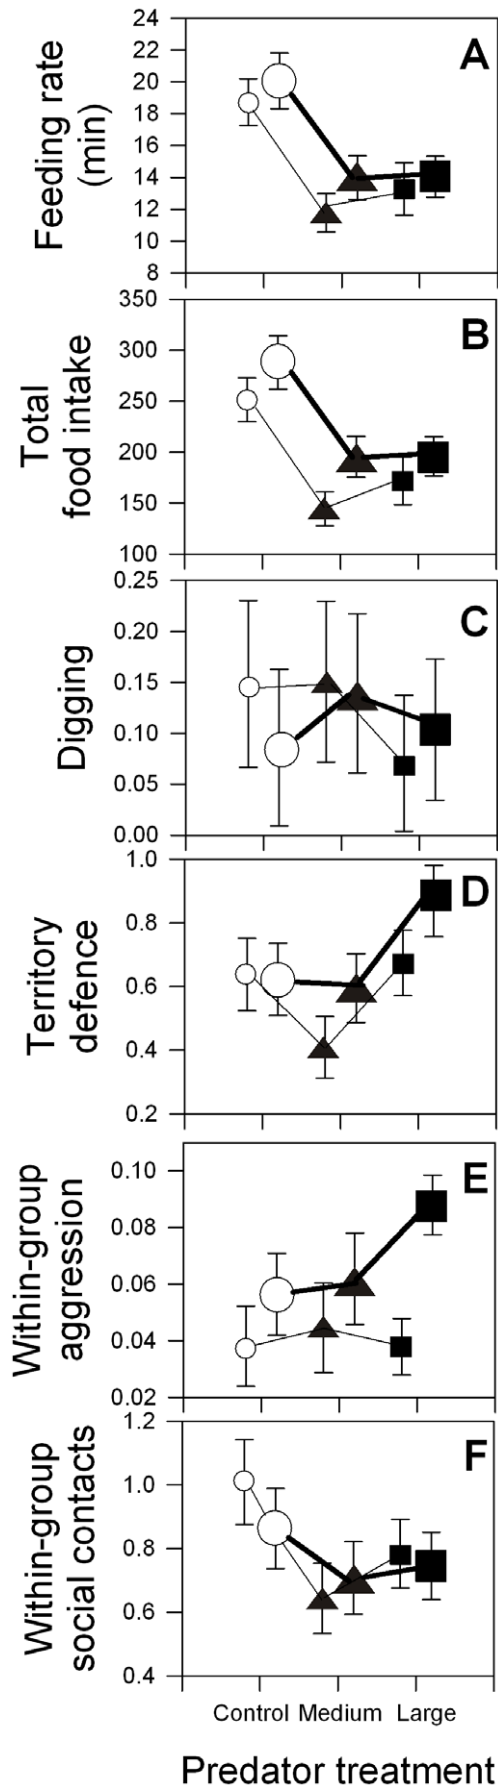 24
A
22
20
18
16
14
12
10
8
Feeding rate
(min)
350
B
300
250
200
150
100
Total
food intake
0.25
C
0.20
0.15
0.10
0.05
0.00
Digging
1.0
D
0.8
0.6
0.4
0.2
Territory
defence
0.10
E
0.08
0.06
0.04
0.02
Within-group
aggression
1.2
F
1.0
0.8
0.6
0.4
Within-group
social contacts
Control Medium Large
Predator treatment